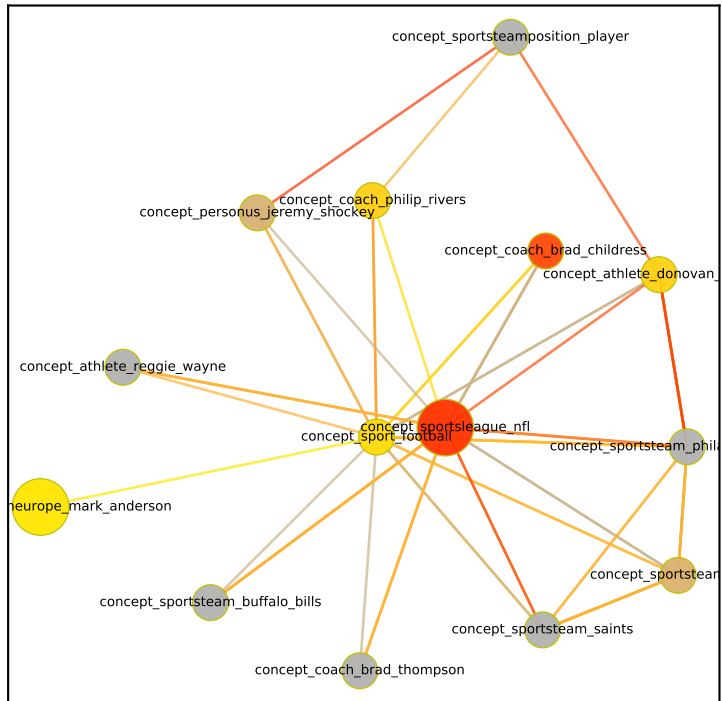 concept_sportsteamposition_player
concept_coach_philip_rivers
concept_personus_jeremy_shockey
concept_coach_brad_childress
concept_athlete_donovan_
concept_athlete_reggie_wayne
concept_sportsleague_nfl
concept_sport_football
concept_sportsteam_phila
neurope_mark_anderson
concept_sportsteam
concept_sportsteam_buffalo_bills
concept_sportsteam_saints
concept_coach_brad_thompson